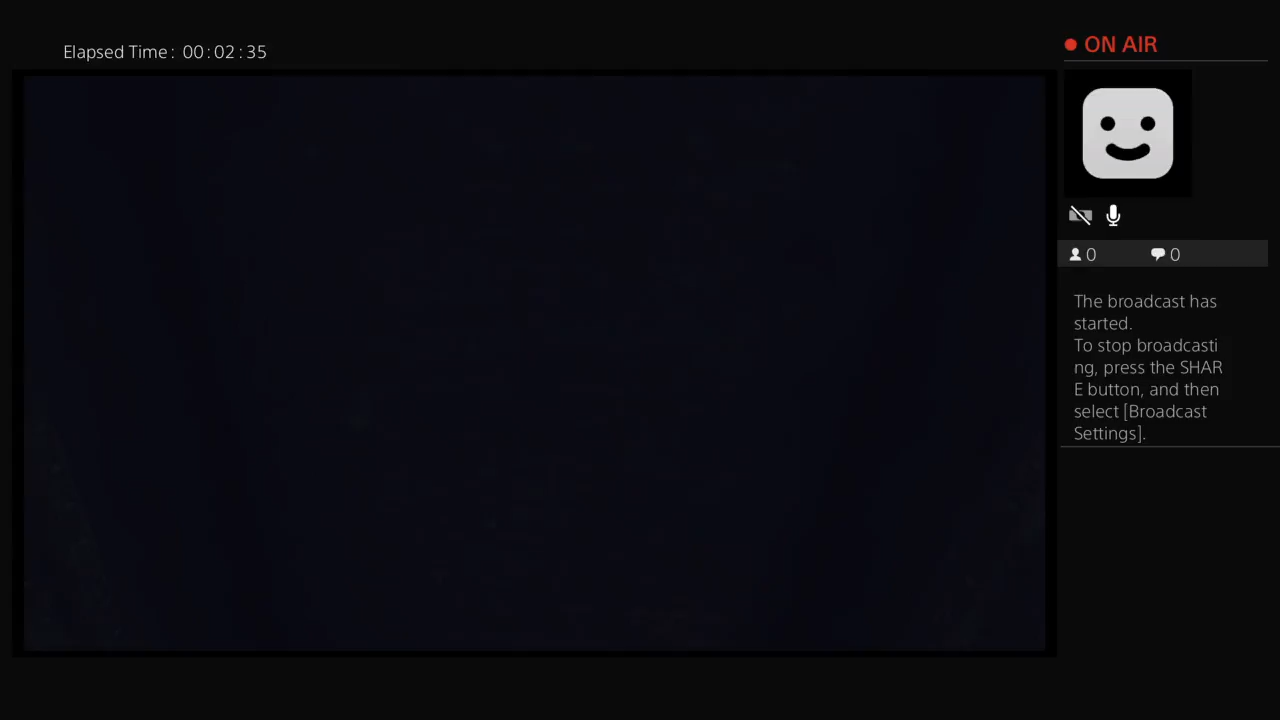 Elapsed Time: 00:02:35
ON AIR
0 0
The broadcast has
started.
To stop broadcasti
ng, press the SHAR
E button, and then
select [Broadcast
Settings].